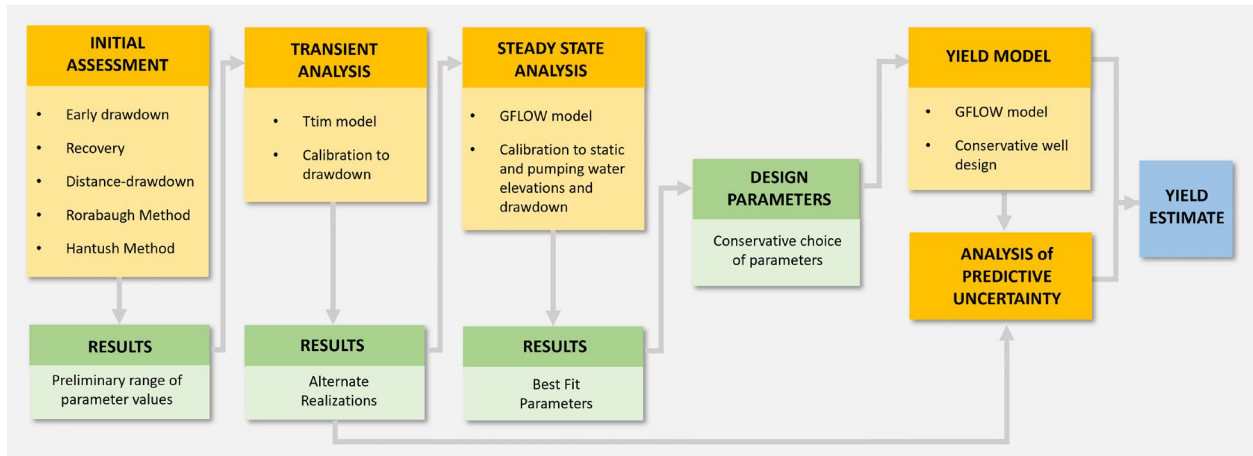 INITIAL
ASSESSMENT
• Early drawdown
• Recovery
• Distance-drawdown
• Rorabaugh Method
• Hantush Method
RESULTS
Preliminary range of
parameter values
TRANSIENT
ANALYSIS
• Ttim model
• Calibration to
drawdown
RESULTS
Alternate
Realizations
STEADY STATE
ANALYSIS
• GFLOW model
• Calibration to static
and pumping water
elevations and
drawdown
RESULTS
Best Fit
Parameters
DESIGN
PARAMETERS
Conservative choice
of parameters
YIELD MODEL
• GFLOW model
• Conservative well
design
ANALYSIS of
PREDICTIVE
UNCERTAINTY
YIELD
ESTIMATE